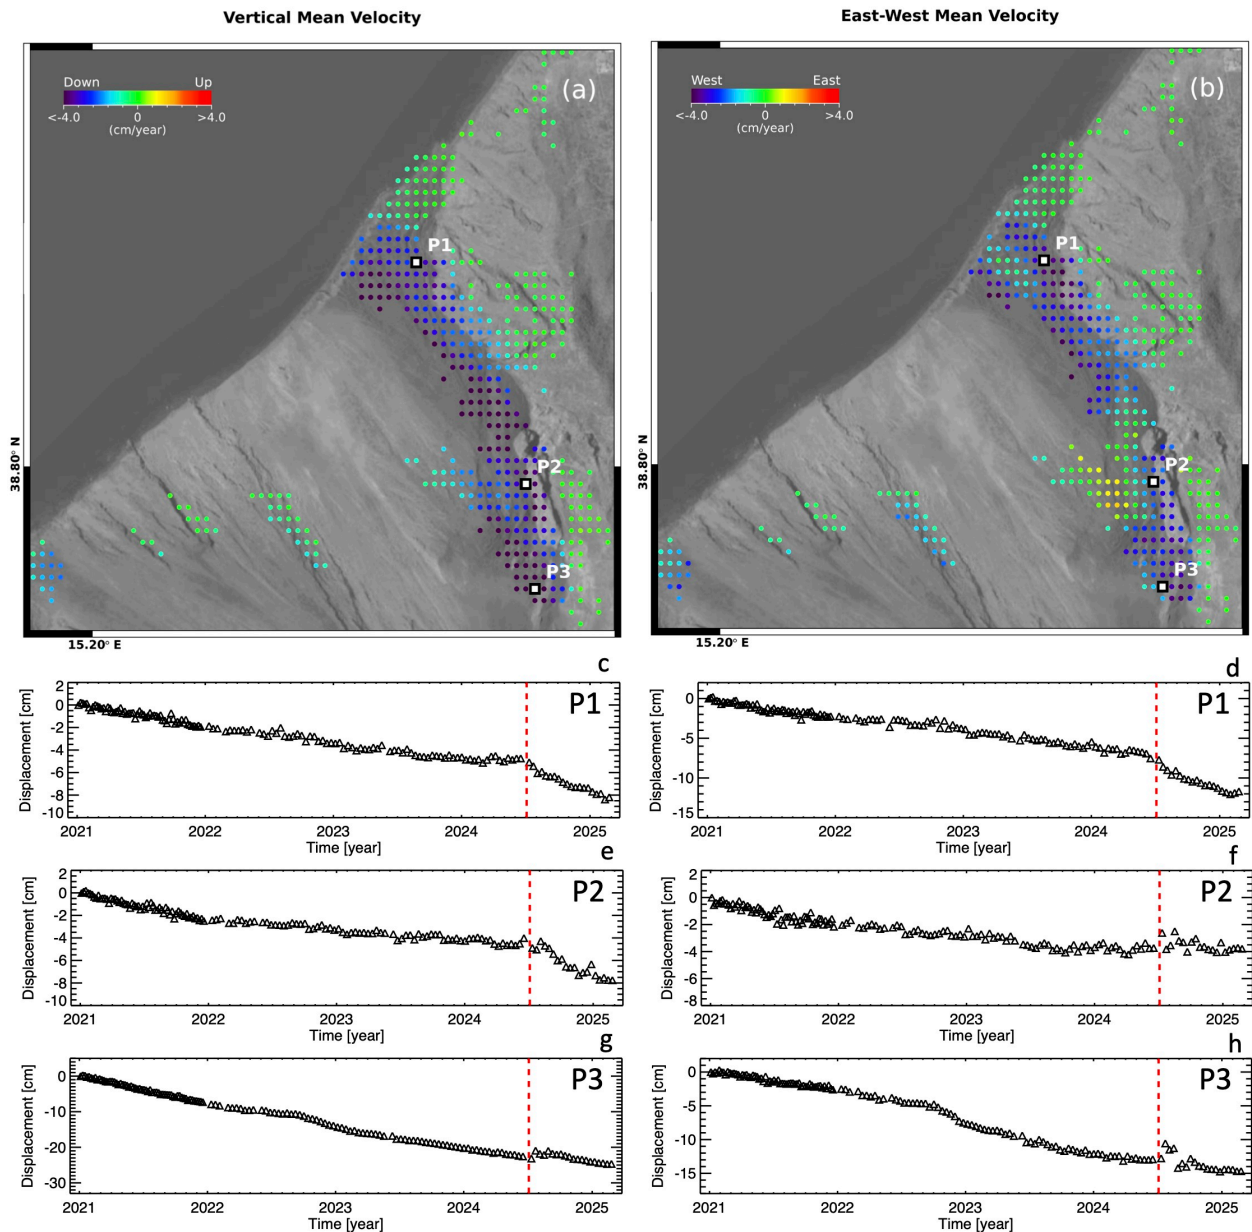 Vertical Mean Velocity
East-West Mean Velocity
Down Up
<-4.0 0 >4.0
(cm/year)
(a)
P1
P2
P3
38.80° N
15.20° E
West East
<-4.0 0 >4.0
(cm/year)
(b)
P1
P2
P3
38.80° N
15.20° E
c
P1
Displacement [cm]
2
0
-2
-4
-6
-8
-10
2021 2022 2023 2024 2025
Time [year]
d
P1
Displacement [cm]
0
-5
-10
-15
2021 2022 2023 2024 2025
Time [year]
e
P2
Displacement [cm]
2
0
-2
-4
-6
-8
-10
2021 2022 2023 2024 2025
Time [year]
f
P2
Displacement [cm]
2
0
-2
-4
-6
-8
2021 2022 2023 2024 2025
Time [year]
g
P3
Displacement [cm]
0
-10
-20
-30
2021 2022 2023 2024 2025
Time [year]
h
P3
Displacement [cm]
0
-5
-10
-15
2021 2022 2023 2024 2025
Time [year]